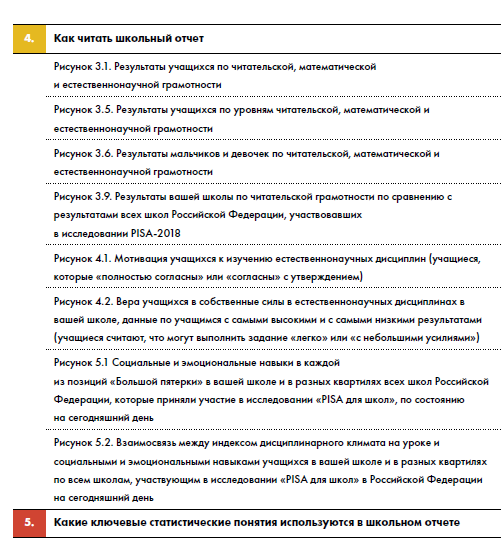 4. Как читать школьный отчет
Рисунок 3.1. Результаты учащихся по читательской, математической
и естественнонаучной грамотности
Рисунок 3.5. Результаты учащихся по уровням читательской, математической и
естественнонаучной грамотности
Рисунок 3.6. Результаты мальчиков и девочек по читательской, математической и
естественнонаучной грамотности
Рисунок 3.9. Результаты вашей школы по читательской грамотности по сравнению с
результатами всех школ Российской Федерации, участвовавших
в исследовании PISA-2018
Рисунок 4.1. Мотивация учащихся к изучению естественнонаучных дисциплин (учащиеся,
которые «полностью согласны» или «согласны» с утверждением)
Рисунок 4.2. Вера учащихся в собственные силы в естественнонаучных дисциплинах в
вашей школе, данные по учащимся с самыми высокими и с самыми низкими результатами
(учащиеся считают, что могут выполнить задание «легко» или «с небольшими усилиями»)
Рисунок 5.1 Социальные и эмоциональные навыки в каждой
из позиций «Большой пятерки» в вашей школе и в разных квартилях всех школ Российской
Федерации, которые приняли участие в исследовании «PISA для школ», по состоянию
на сегодняшний день
Рисунок 5.2. Взаимосвязь между индексом дисциплинарного климата на уроке и
социальными и эмоциональными навыками учащихся в вашей школе и в разных квартилях
по всем школам, участвующим в исследовании «PISA для школ» в Российской Федерации
на сегодняшний день
5. Какие ключевые статистические понятия используются в школьном отчете